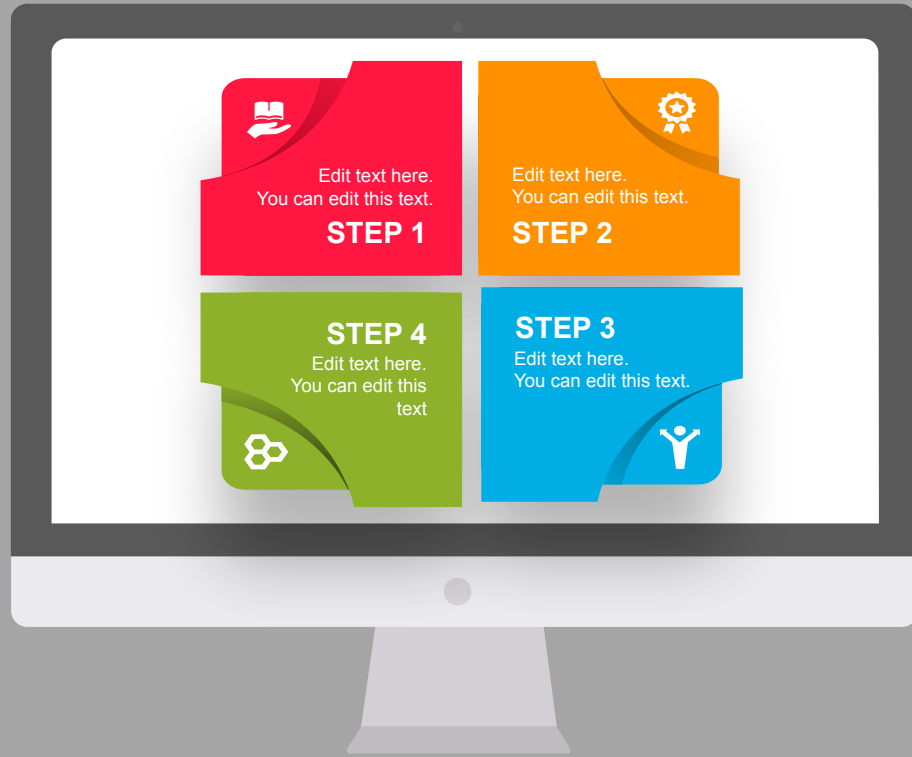 Edit text here.
You can edit this text.
STEP 1
Edit text here.
You can edit this text.
STEP 2
STEP 3
Edit text here.
You can edit this text.
STEP 4
Edit text here.
You can edit this
text